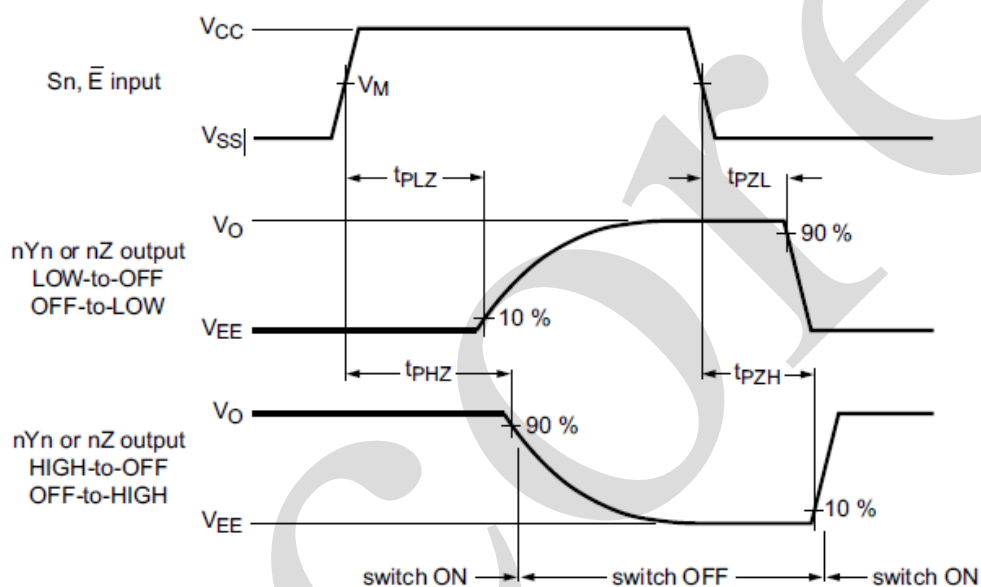 VCC
Sn, E̅ input
VM
VSS|
tPLZ
tPZL
VO
nYn or nZ output
LOW-to-OFF
OFF-to-LOW
90 %
VEE
10 %
tPHZ
tPZH
VO
nYn or nZ output
HIGH-to-OFF
OFF-to-HIGH
90 %
VEE
10 %
switch ON
switch OFF
switch ON
core